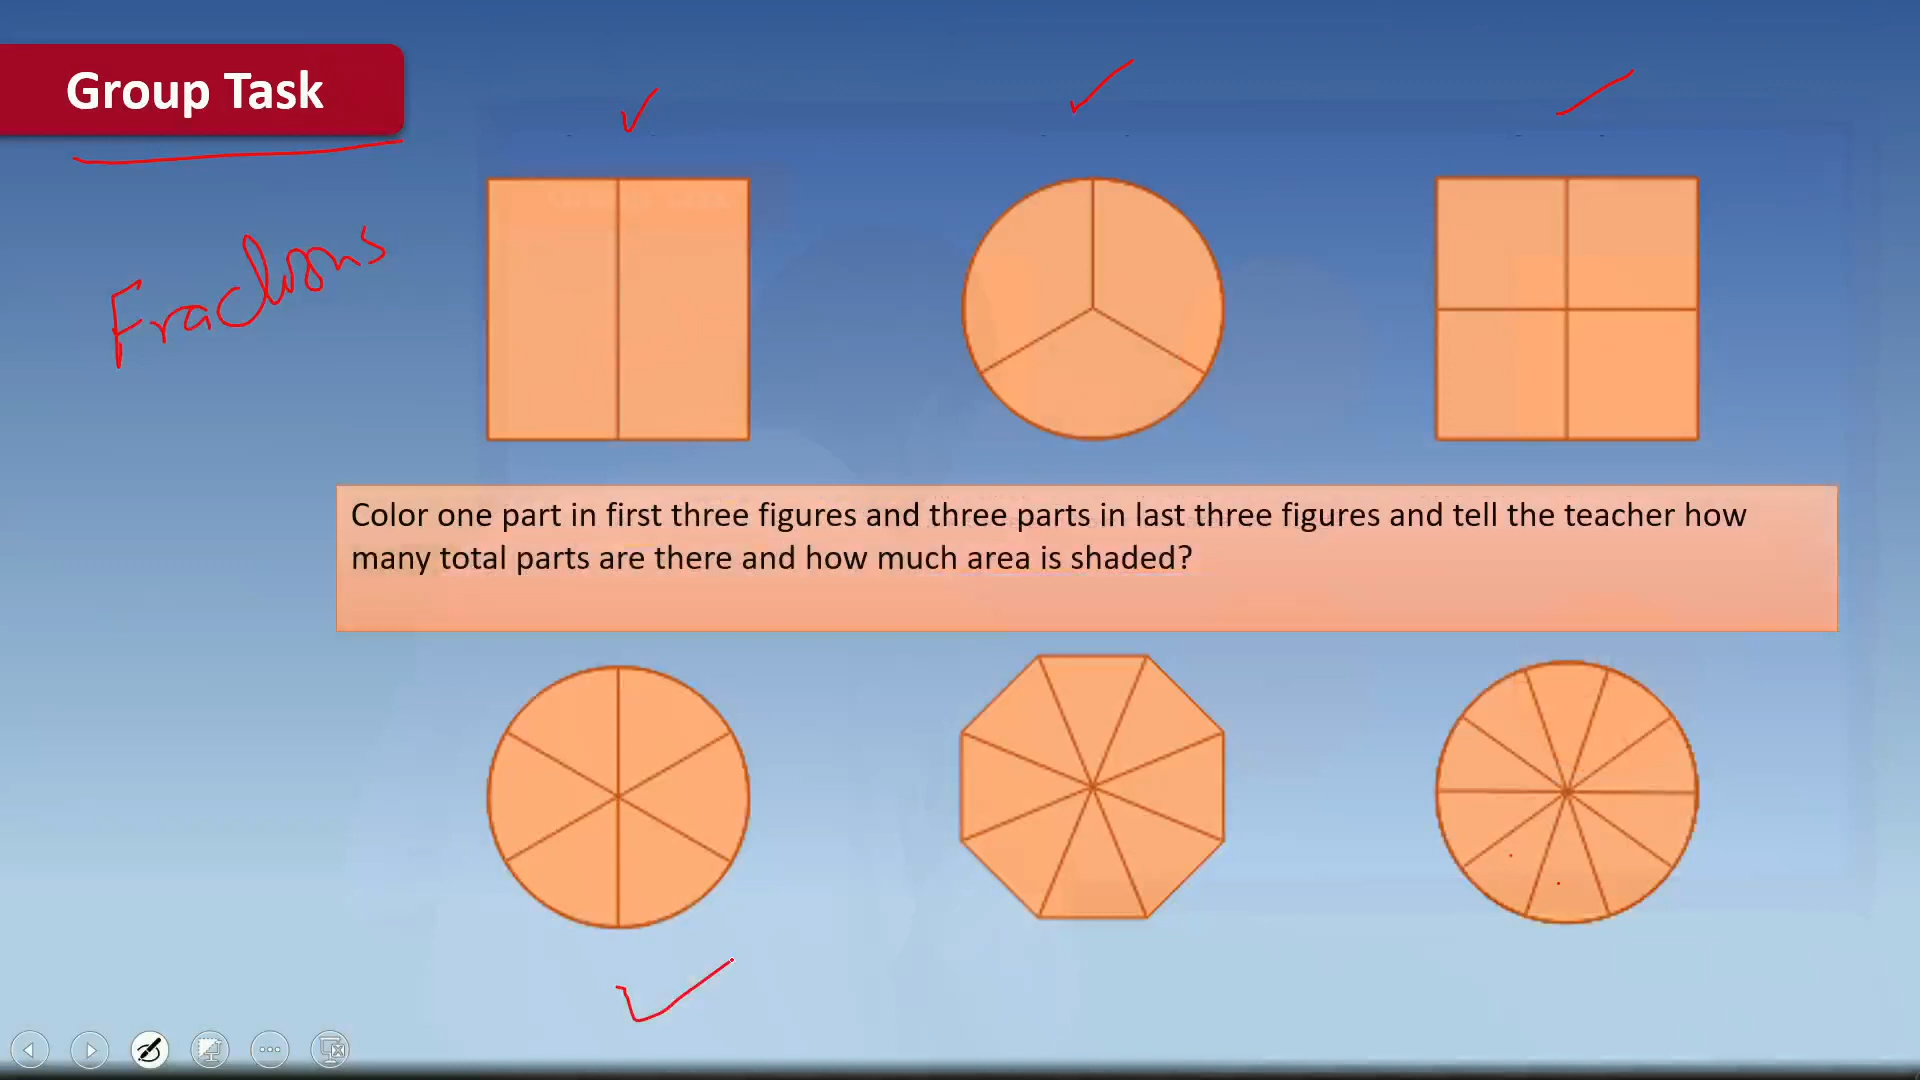 Group Task
Fractions
Color one part in first three figures and three parts in last three figures and tell the teacher how
many total parts are there and how much area is shaded?